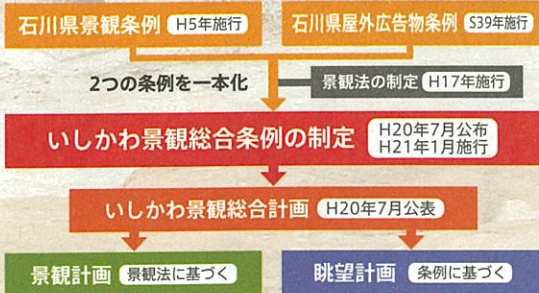 石川県景観条例 H5年施行
石川県屋外広告物条例 S39年施行
2つの条例を一本化
景観法の制定 H17年施行
いしかわ景観総合条例の制定 H20年7月公布
H21年1月施行
いしかわ景観総合計画 H20年7月公表
景観計画 景観法に基づく
眺望計画 条例に基づく